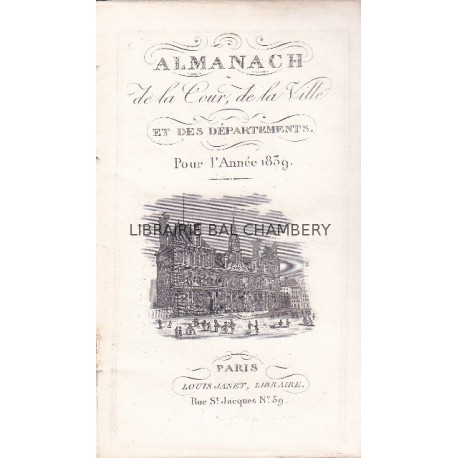 ALMANACH
de la Cour, de la Ville
ET DES DÉPARTEMENTS.
Pour l'Année 1839.
LIBRAIRIE BAL CHAMBERY
PARIS
LOUIS JANET, LIBRAIRE,
Rue St. Jacques No. 59.